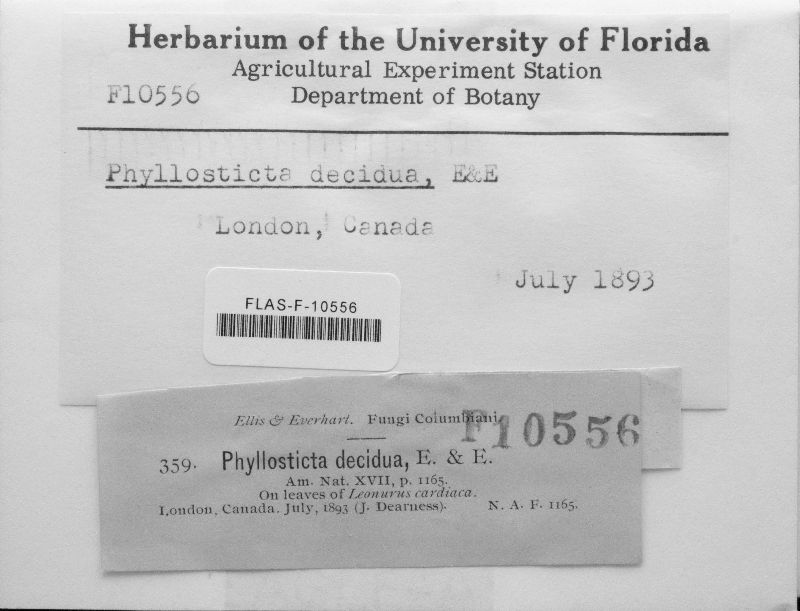 Herbarium of the University of Florida
Agricultural Experiment Station
F10556 Department of Botany
Phyllosticta decidua, E&E
London, Canada
July 1893
FLAS-F-10556
Ellis & Everhart. Fungi Columbiani.
F10556
359. Phyllosticta decidua, E. & E.
Am. Nat. XVII, p. 1165.
On leaves of Leonurus cardiaca.
London, Canada. July, 1893 (J. Dearness). N. A. F. 1165.